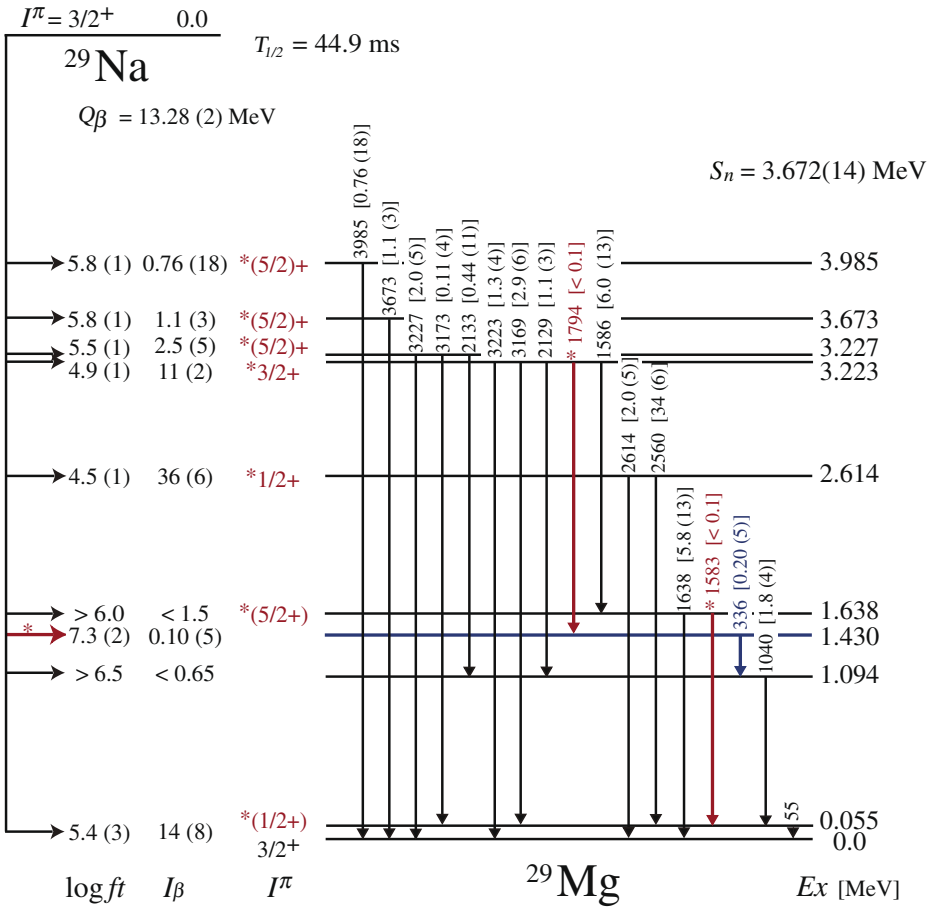 I^π = 3/2⁺ 0.0
²⁹Na
T_{1/2} = 44.9 ms
Qβ = 13.28 (2) MeV
S_n = 3.672(14) MeV
3985 [0.76 (18)]
3673 [1.1 (3)]
3227 [2.0 (5)]
3173 [0.11 (4)]
2133 [0.44 (11)]
3223 [1.3 (4)]
3169 [2.9 (6)]
2129 [1.1 (3)]
* 1794 [< 0.1]
1586 [6.0 (13)]
2614 [2.0 (5)]
2560 [34 (6)]
1638 [5.8 (13)]
* 1583 [< 0.1]
336 [0.20 (5)]
1040 [1.8 (4)]
55
5.8 (1) 0.76 (18) *(5/2)+ 3.985
5.8 (1) 1.1 (3) *(5/2)+ 3.673
5.5 (1) 2.5 (5) *(5/2)+ 3.227
4.9 (1) 11 (2) *3/2+ 3.223
4.5 (1) 36 (6) *1/2+ 2.614
> 6.0 < 1.5 *(5/2+) 1.638
* 7.3 (2) 0.10 (5) 1.430
> 6.5 < 0.65 1.094
*(1/2+) 0.055
5.4 (3) 14 (8) 3/2⁺ 0.0
²⁹Mg
log ft I_β I^π Ex [MeV]